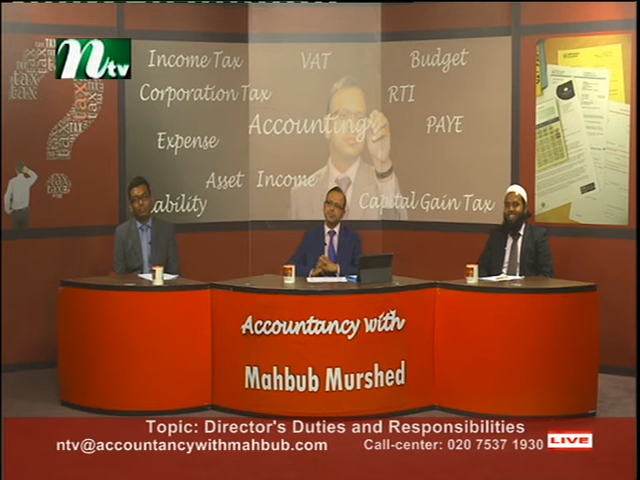 ntv
Income Tax
VAT
Budget
Corporation Tax
RTI
Accounting
PAYE
Expense
Asset
Income
ability
Capital Gain Tax
tax
Accountancy with
Mahbub Murshed
Topic: Director's Duties and Responsibilities
ntv@accountancywithmahbub.com
Call-center: 020 7537 1930
LIVE